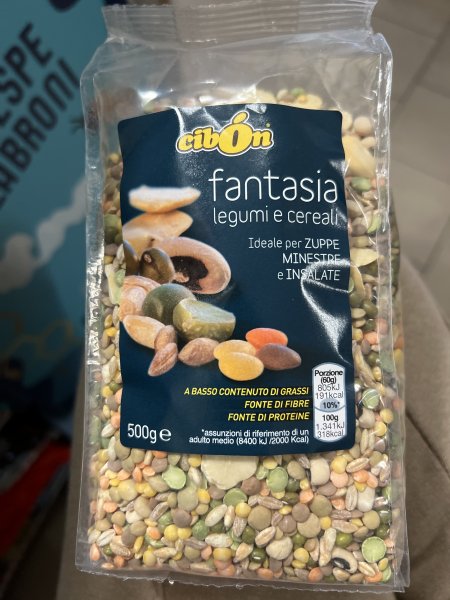 ESPE
ABRONI
cibOn
fantasia
legumi e cereali
Ideale per ZUPPE
MINESTRE
e INSALATE
A BASSO CONTENUTO DI GRASSI
FONTE DI FIBRE
FONTE DI PROTEINE
*assunzioni di riferimento di un
adulto medio (8400 kJ /2000 Kcal)
500g e
Porzione
(60g)
805kJ
191kcal
10%*
100g
1.341kJ
318kcal